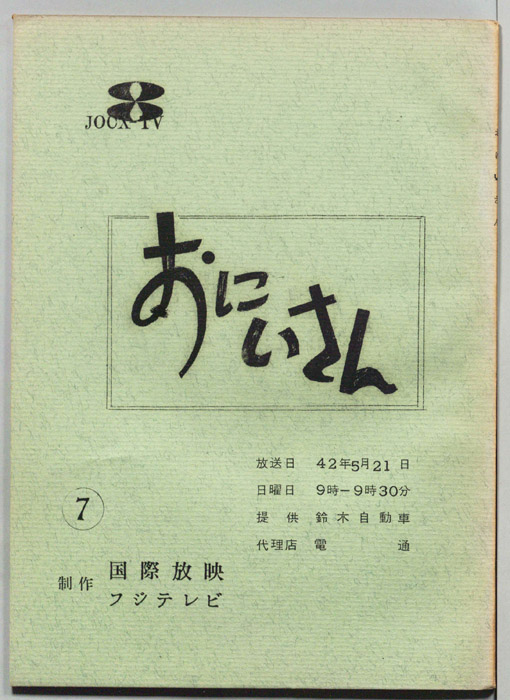 JOCX-TV
おにいさん
放送日 42年5月21日
日曜日 9時-9時30分
提供 鈴木自動車
代理店 電通
7
制作 国際放映
フジテレビ